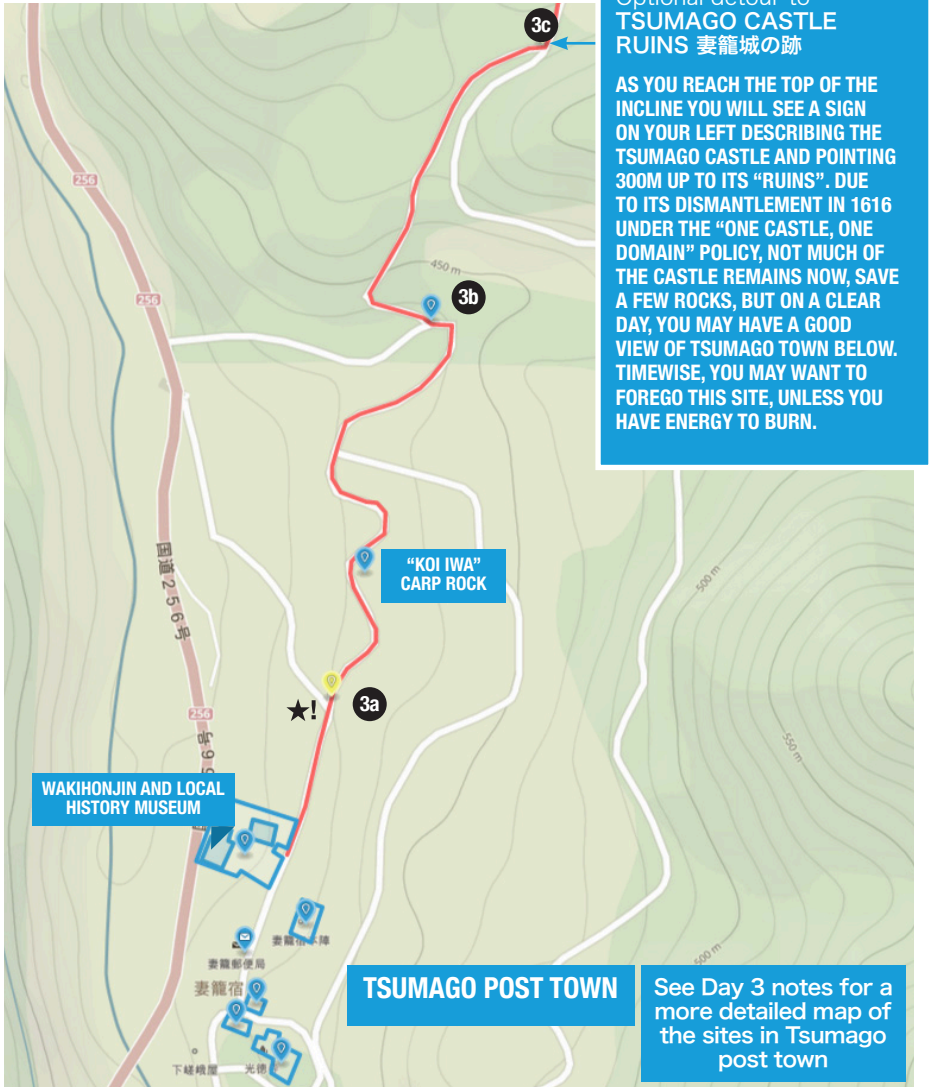 Optional detour to
TSUMAGO CASTLE
RUINS 妻籠城の跡
AS YOU REACH THE TOP OF THE
INCLINE YOU WILL SEE A SIGN
ON YOUR LEFT DESCRIBING THE
TSUMAGO CASTLE AND POINTING
300M UP TO ITS “RUINS”. DUE
TO ITS DISMANTLEMENT IN 1616
UNDER THE “ONE CASTLE, ONE
DOMAIN” POLICY, NOT MUCH OF
THE CASTLE REMAINS NOW, SAVE
A FEW ROCKS, BUT ON A CLEAR
DAY, YOU MAY HAVE A GOOD
VIEW OF TSUMAGO TOWN BELOW.
TIMEWISE, YOU MAY WANT TO
FOREGO THIS SITE, UNLESS YOU
HAVE ENERGY TO BURN.
3c
256
450 m
3b
256
国道256号
“KOI IWA”
CARP ROCK
500 m
★!
3a
256
550 m
WAKIHONJIN AND LOCAL
HISTORY MUSEUM
妻籠郵便局
妻籠宿
500 m
TSUMAGO POST TOWN
See Day 3 notes for a
more detailed map of
the sites in Tsumago
post town
下嵯峨屋
光徳